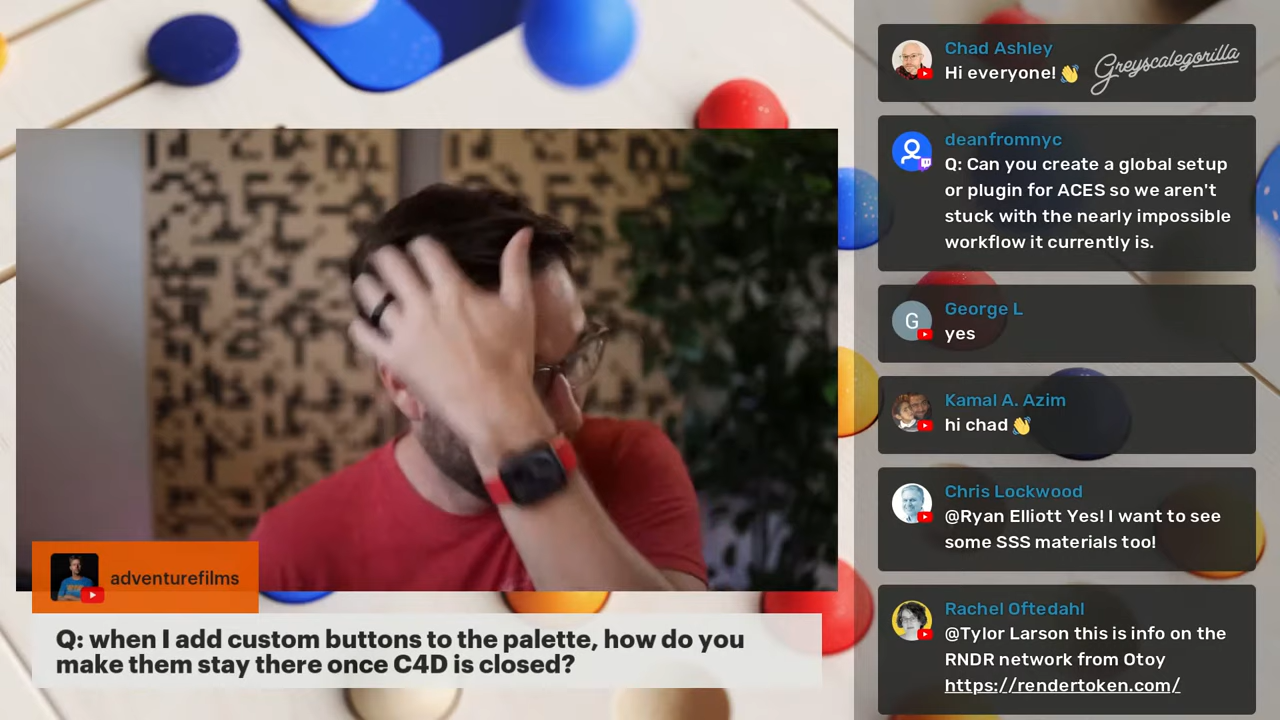 adventurefilms
Q: when I add custom buttons to the palette, how do you
make them stay there once C4D is closed?
Chad Ashley
Hi everyone! 👋
Greyscalegorilla
deanfromnyc
Q: Can you create a global setup
or plugin for ACES so we aren't
stuck with the nearly impossible
workflow it currently is.
G
George L
yes
Kamal A. Azim
hi chad 👋
Chris Lockwood
@Ryan Elliott Yes! I want to see
some SSS materials too!
Rachel Oftedahl
@Tylor Larson this is info on the
RNDR network from Otoy
https://rendertoken.com/